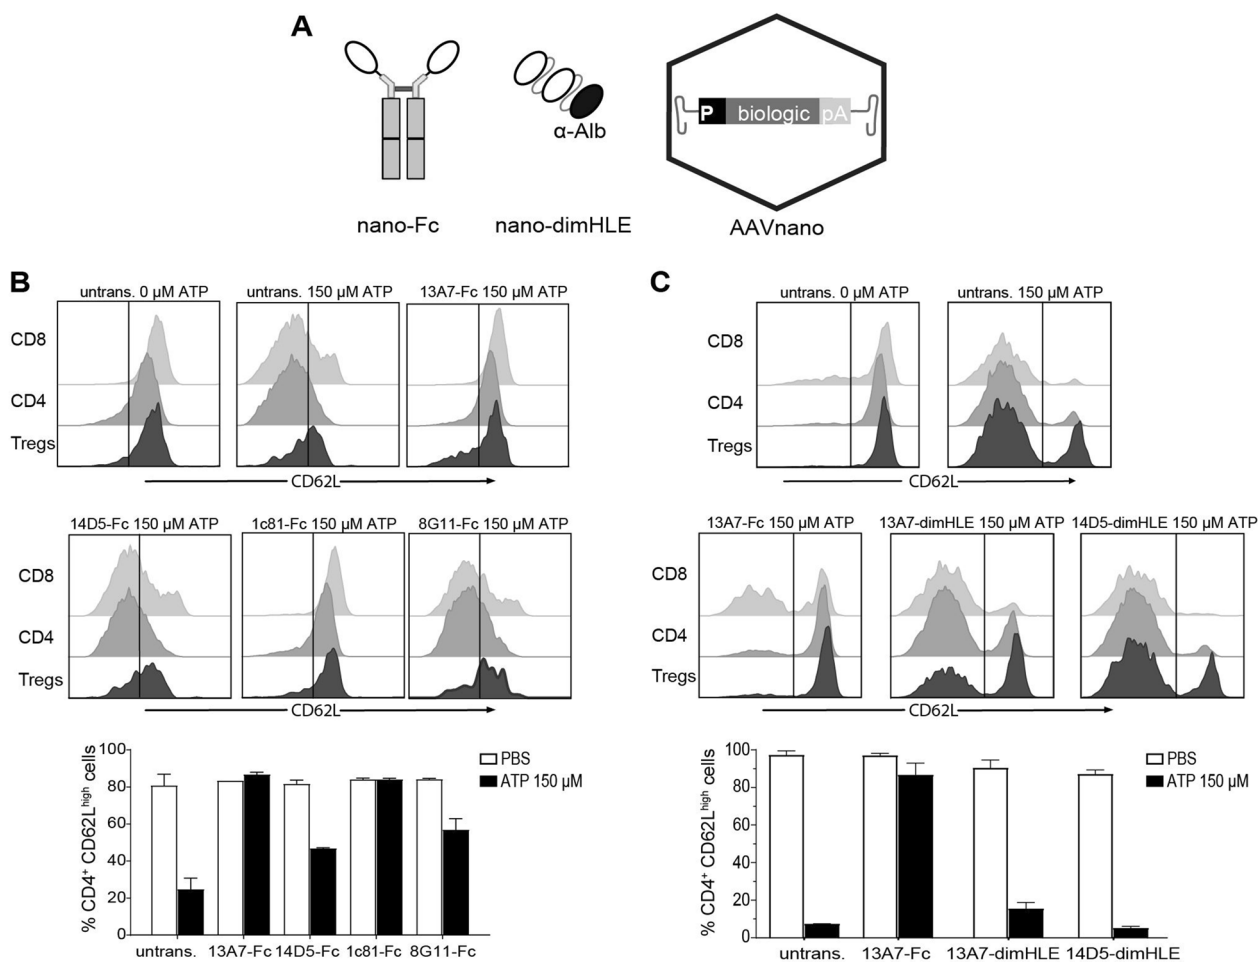 A
P biologic pA
α-Alb
nano-Fc nano-dimHLE AAVnano
B
untrans. 0 µM ATP untrans. 150 µM ATP 13A7-Fc 150 µM ATP
CD8
CD4
Tregs
CD62L
14D5-Fc 150 µM ATP 1c81-Fc 150 µM ATP 8G11-Fc 150 µM ATP
CD8
CD4
Tregs
CD62L
% CD4+ CD62Lhigh cells
100
80
60
40
20
0
PBS
ATP 150 µM
untrans. 13A7-Fc 14D5-Fc 1c81-Fc 8G11-Fc
C
untrans. 0 µM ATP untrans. 150 µM ATP
CD8
CD4
Tregs
CD62L
13A7-Fc 150 µM ATP 13A7-dimHLE 150 µM ATP 14D5-dimHLE 150 µM ATP
CD8
CD4
Tregs
CD62L
% CD4+ CD62Lhigh cells
100
80
60
40
20
0
PBS
ATP 150 µM
untrans. 13A7-Fc 13A7-dimHLE 14D5-dimHLE